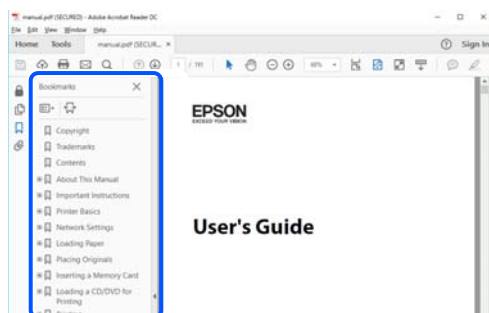 manual.pdf (SECURED) - Adobe Acrobat Reader DC
File Edit View Window Help
Home Tools manual.pdf (SECUR... × Sign In
1 / 191
Bookmarks
Copyright
Trademarks
Contents
About This Manual
Important Instructions
Printer Basics
Network Settings
Loading Paper
Placing Originals
Inserting a Memory Card
Loading a CD/DVD for
Printing
EPSON
EXCEED YOUR VISION
User's Guide